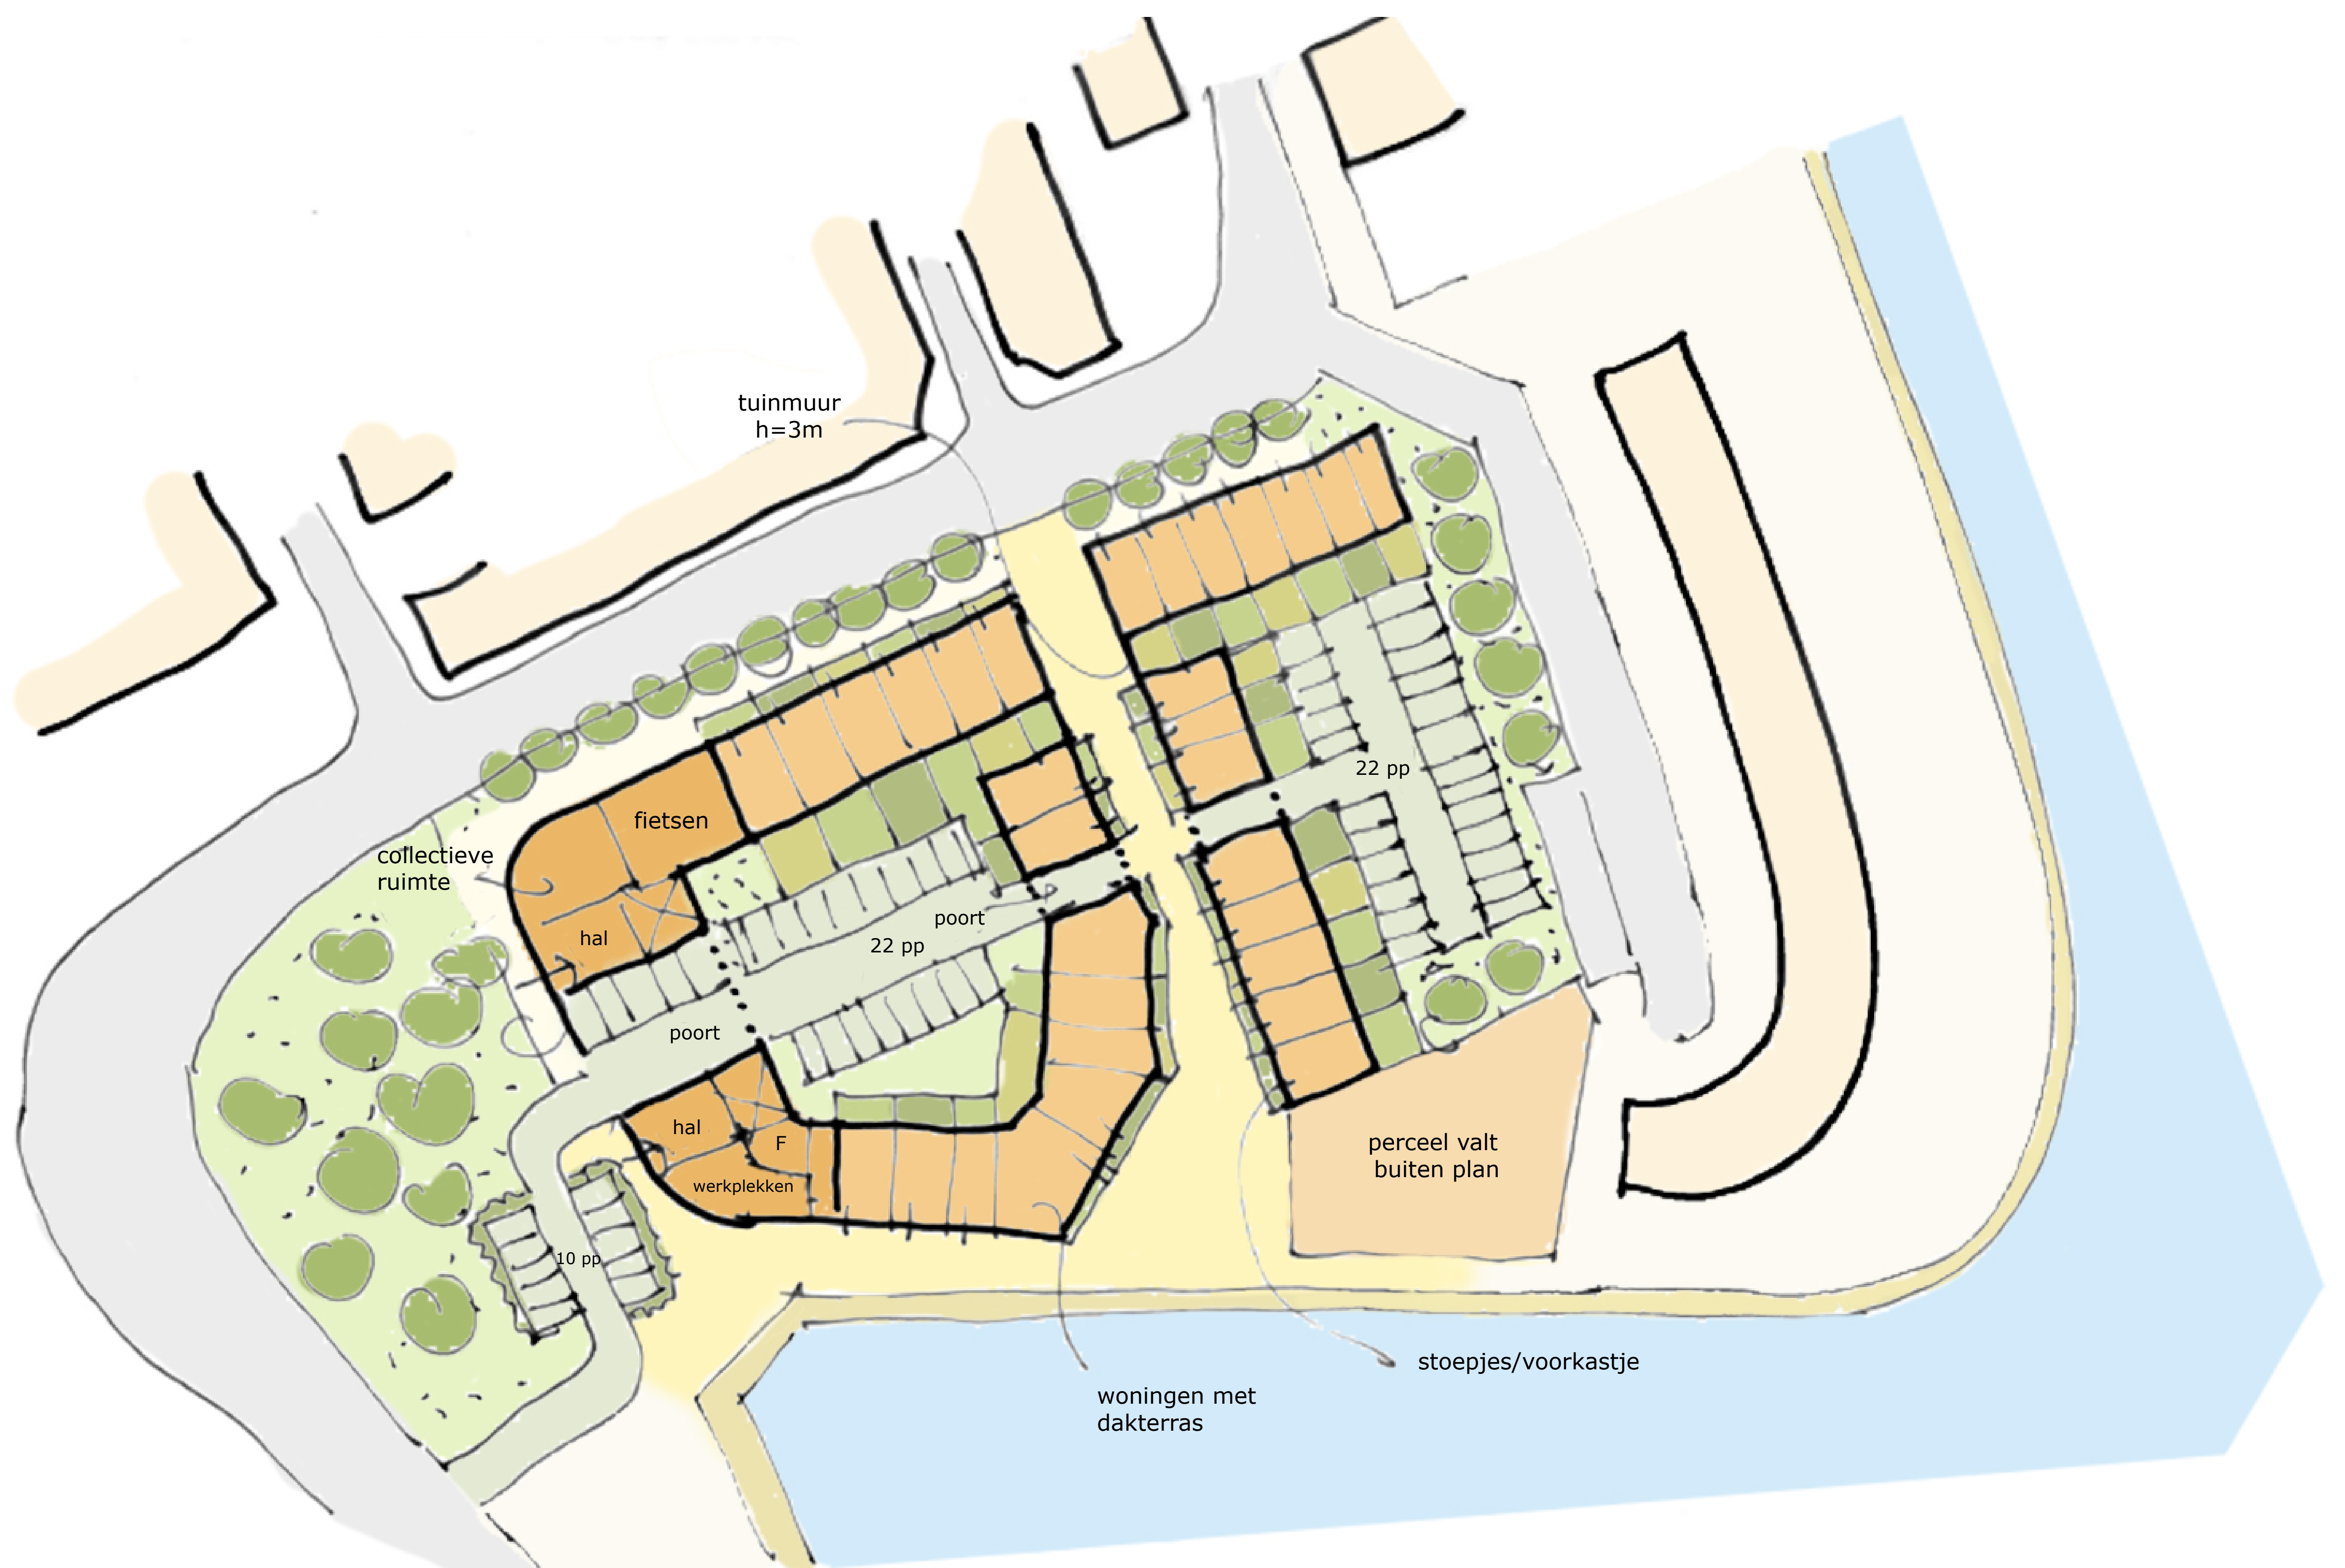 tuinmuur
h=3m
fietsen
collectieve
ruimte
hal
poort
22 pp
22 pp
poort
hal
F
werkplekken
10 pp
perceel valt
buiten plan
stoepjes/voorkastje
woningen met
dakterras